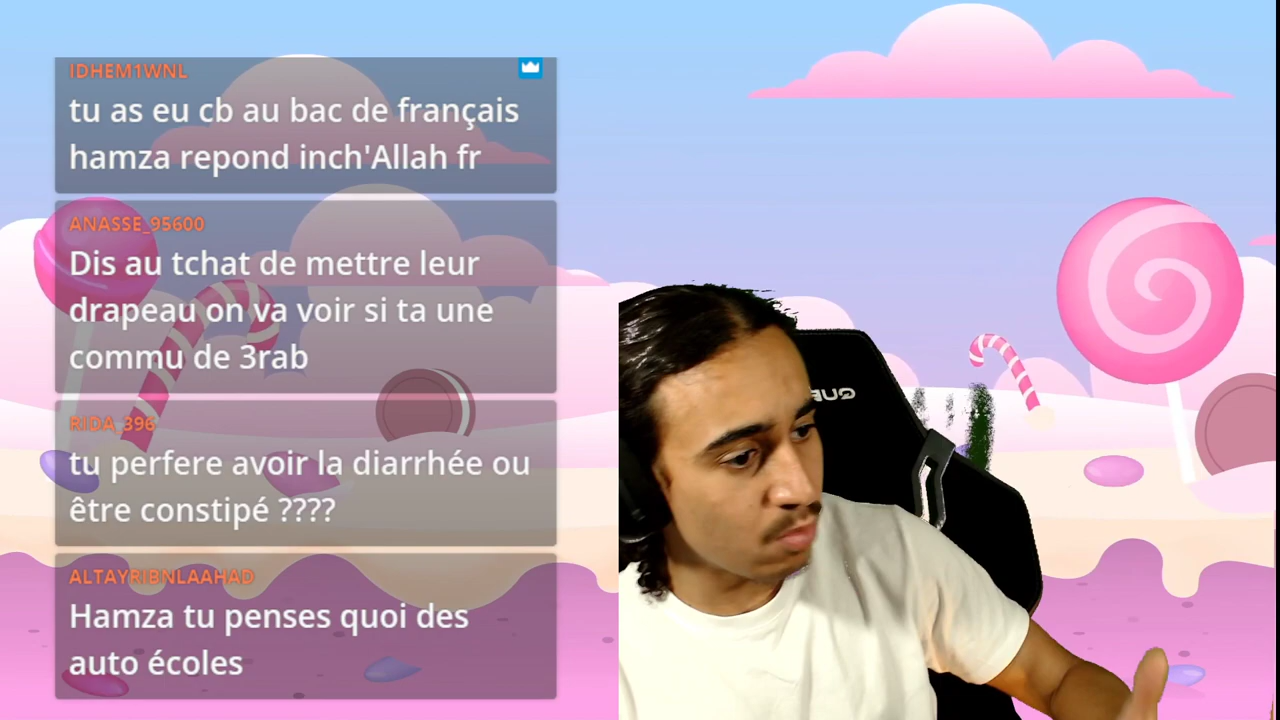 IDHEM1WNL
tu as eu cb au bac de français
hamza repond inch'Allah fr
ANASSE_95600
Dis au tchat de mettre leur
drapeau on va voir si ta une
commu de 3rab
RIDA_396
tu perfere avoir la diarrhée ou
être constipé ????
ALTAYRIBNLAAHAD
Hamza tu penses quoi des
auto écoles